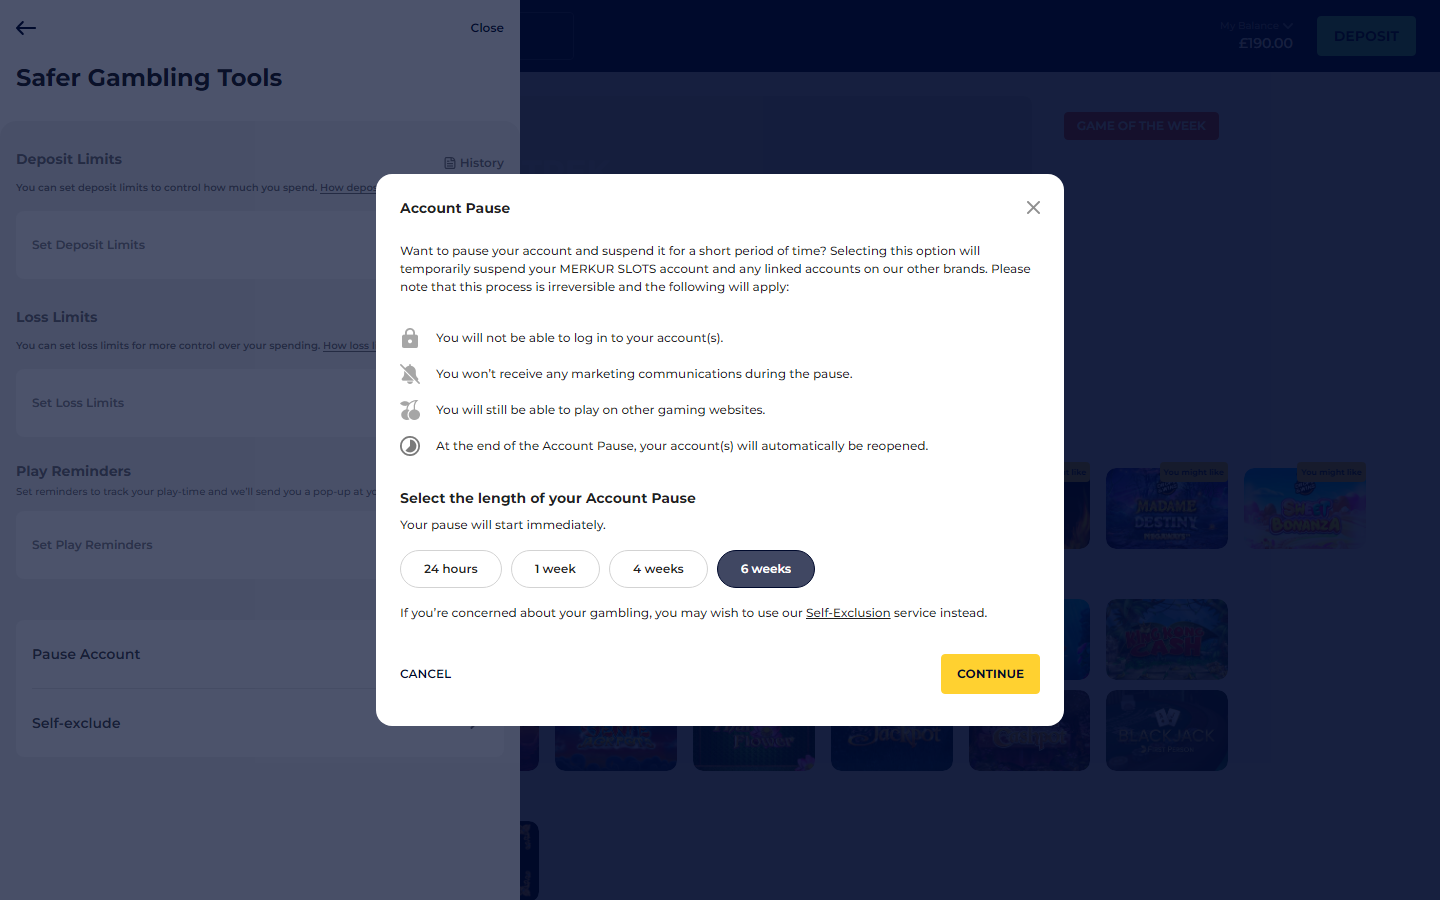 Close
My Balance
£190.00
DEPOSIT
Safer Gambling Tools
GAME OF THE WEEK
Deposit Limits
History
You can set deposit limits to control how much you spend. How
Set Deposit Limits
Loss Limits
You can set loss limits for more control over your spending. How loss
Set Loss Limits
Play Reminders
Set reminders to track your play-time and we'll send you a pop-up at
Set Play Reminders
Pause Account
Self-exclude
Account Pause
Want to pause your account and suspend it for a short period of time? Selecting this option will
temporarily suspend your MERKUR SLOTS account and any linked accounts on our other brands. Please
note that this process is irreversible and the following will apply:
You will not be able to log in to your account(s).
You won't receive any marketing communications during the pause.
You will still be able to play on other gaming websites.
At the end of the Account Pause, your account(s) will automatically be reopened.
Select the length of your Account Pause
Your pause will start immediately.
24 hours
1 week
4 weeks
6 weeks
If you're concerned about your gambling, you may wish to use our Self-Exclusion service instead.
CANCEL
CONTINUE
like
You might like
You might like
MADAME
DESTINY
MEGAWAYS
SWEET
BONANZA
Flower
Jackpot
BLACKJACK